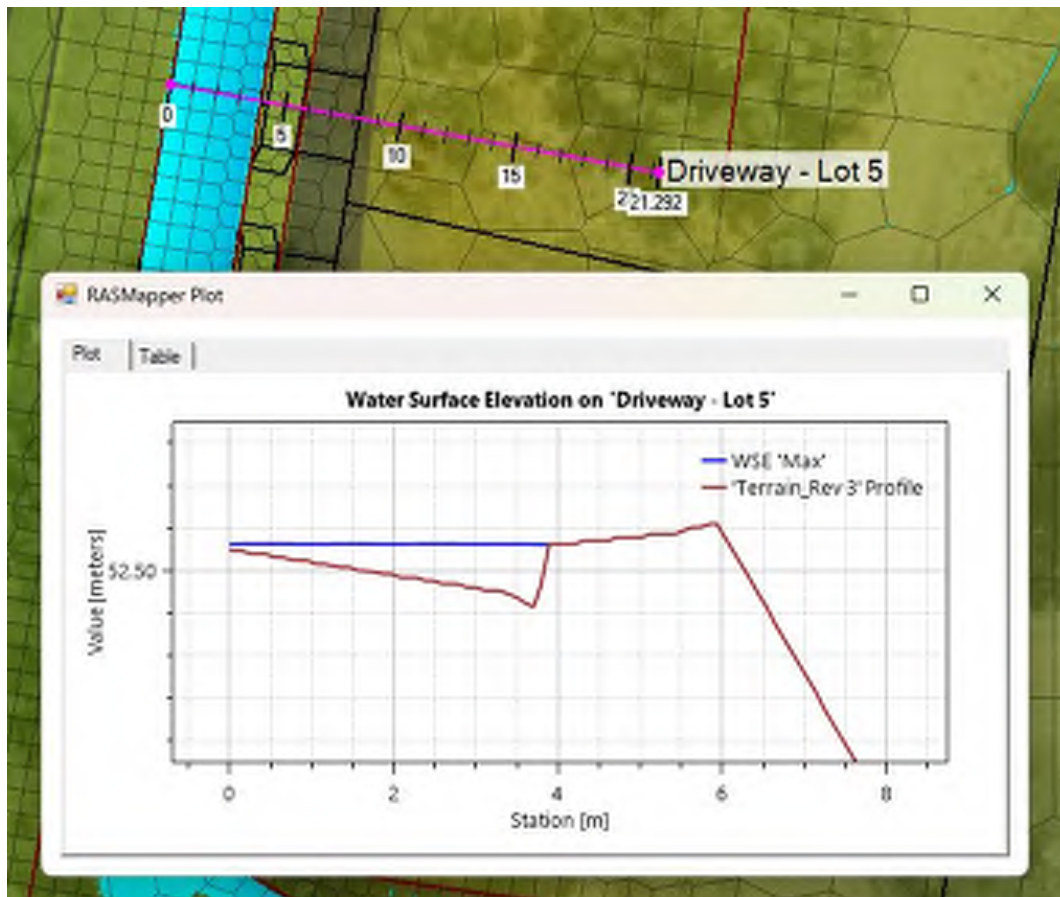 0
5
10
15
21.292
Driveway - Lot 5
RASMapper Plot
Plot
Table
Water Surface Elevation on "Driveway - Lot 5"
WSE 'Max'
'Terrain_Rev 3' Profile
Value [meters]
52.50
0 2 4 6 8
Station [m]